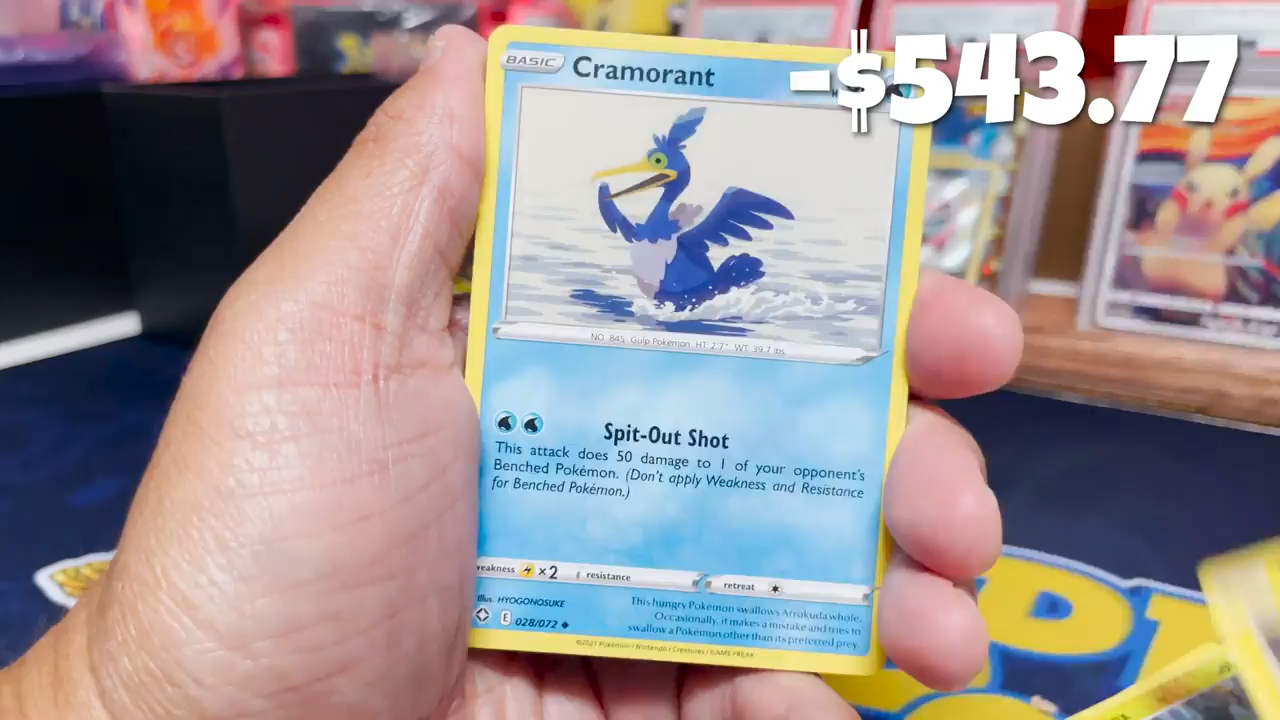 -$543.77
BASIC Cramorant
NO. 845 Gulp Pokémon HT: 2'7" WT: 39.7 lbs.
Spit-Out Shot
This attack does 50 damage to 1 of your opponent's
Benched Pokémon. (Don't apply Weakness and Resistance
for Benched Pokémon.)
weakness ×2 resistance retreat
Illus. HYOGONOSUKE
E 028/072
This hungry Pokémon swallows Arrokuda whole.
Occasionally, it makes a mistake and tries to
swallow a Pokémon other than its preferred prey.
©2021 Pokémon / Nintendo / Creatures / GAME FREAK